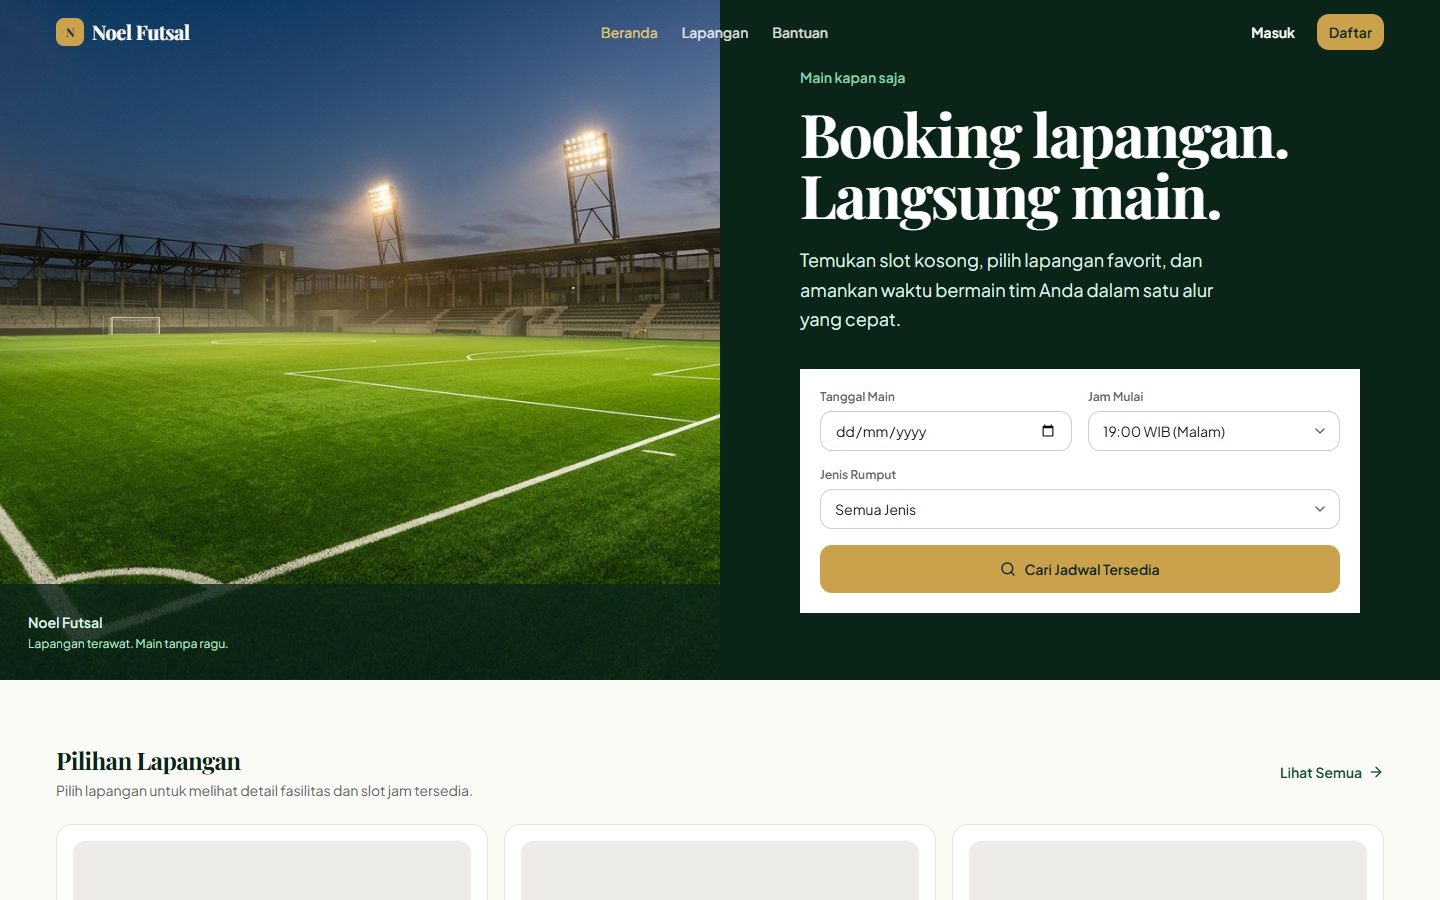 N Noel Futsal
Beranda Lapangan Bantuan
Masuk Daftar
Main kapan saja
Booking lapangan.
Langsung main.
Temukan slot kosong, pilih lapangan favorit, dan
amankan waktu bermain tim Anda dalam satu alur
yang cepat.
Tanggal Main
dd/mm/yyyy
Jam Mulai
19:00 WIB (Malam)
Jenis Rumput
Semua Jenis
Cari Jadwal Tersedia
Noel Futsal
Lapangan terawat. Main tanpa ragu.
Pilihan Lapangan
Pilih lapangan untuk melihat detail fasilitas dan slot jam tersedia.
Lihat Semua